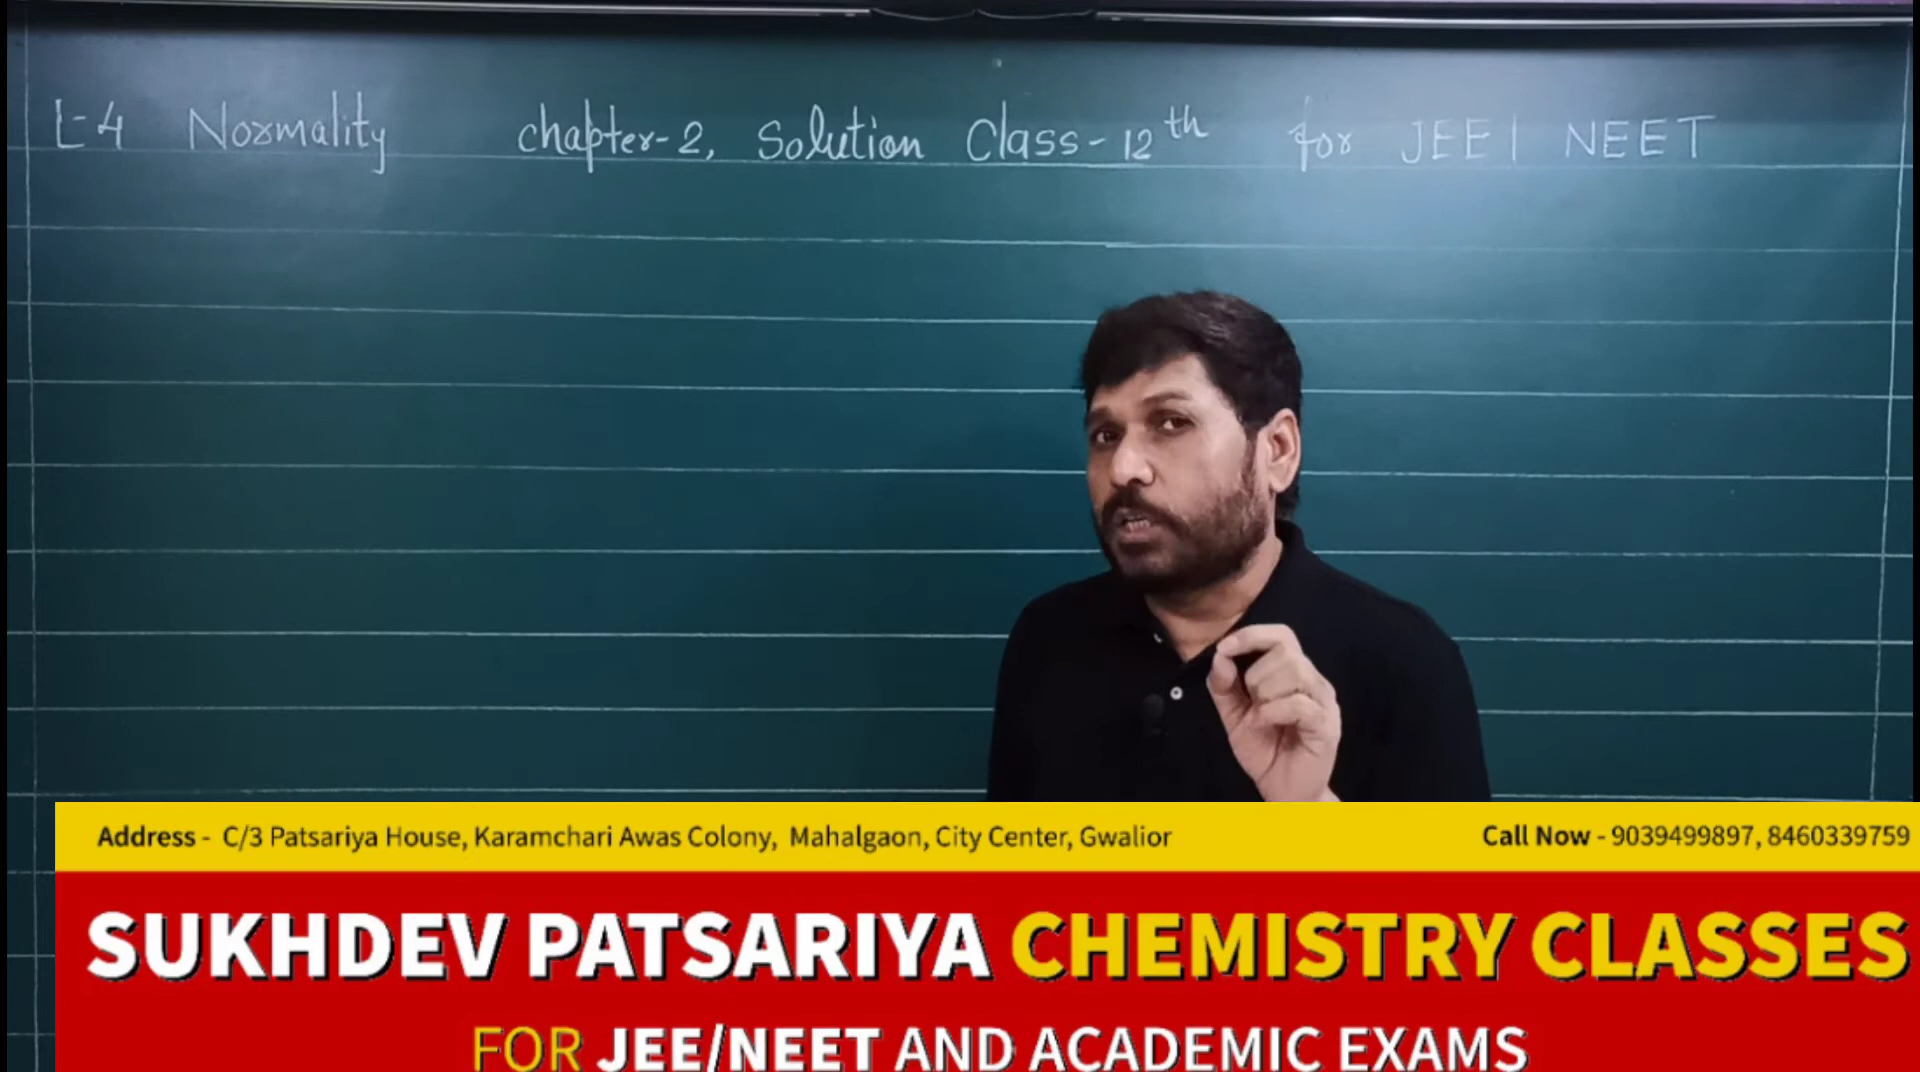 L-4 Normality chapter-2, Solution Class-12th for JEE| NEET
Address - C/3 Patsariya House, Karamchari Awas Colony, Mahalgaon, City Center, Gwalior Call Now - 9039499897, 8460339759
SUKHDEV PATSARIYA CHEMISTRY CLASSES
FOR JEE/NEET AND ACADEMIC EXAMS